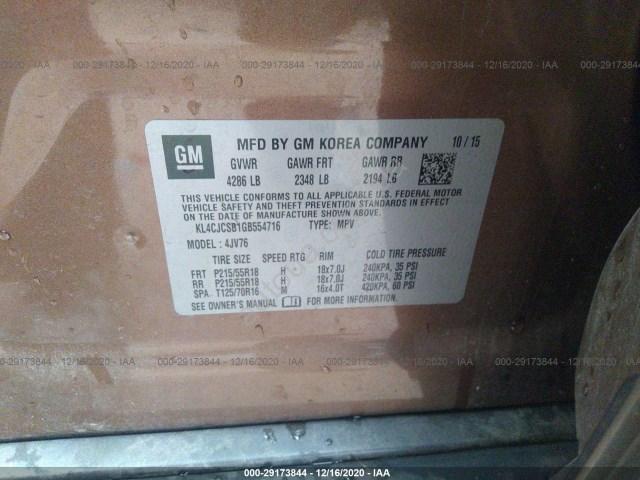 000-29173844 - 12/16/2020 - IAA
GM
MFD BY GM KOREA COMPANY 10/15
GVWR GAWR FRT GAWR RR
4286 LB 2348 LB 2194 LB
THIS VEHICLE CONFORMS TO ALL APPLICABLE U.S. FEDERAL MOTOR
VEHICLE SAFETY AND THEFT PREVENTION STANDARDS IN EFFECT ON
THE DATE OF MANUFACTURE SHOWN ABOVE.
KL4CJCSB1GB554716 TYPE: MPV
MODEL: 4JV76
TIRE SIZE SPEED RTG RIM COLD TIRE PRESSURE
FRT P215/55R18 H 18x7.0J 240KPA, 35 PSI
RR P215/55R18 H 18x7.0J 240KPA, 35 PSI
SPA T125/70R16 M 16x4.0T 420KPA, 60 PSI
SEE OWNER'S MANUAL FOR MORE INFORMATION.
000-29173844 - 12/16/2020 - IAA
000-29173844 - 12/16/2020 - IAA